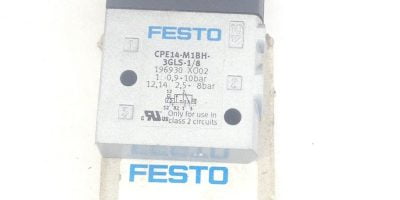 FESTO
CPE14-M1BH-
3GLS-1/8
196930 X002
1: -0,9-10bar
12,14: 2,5- 8bar
Only for use in
class 2 circuits
FESTO